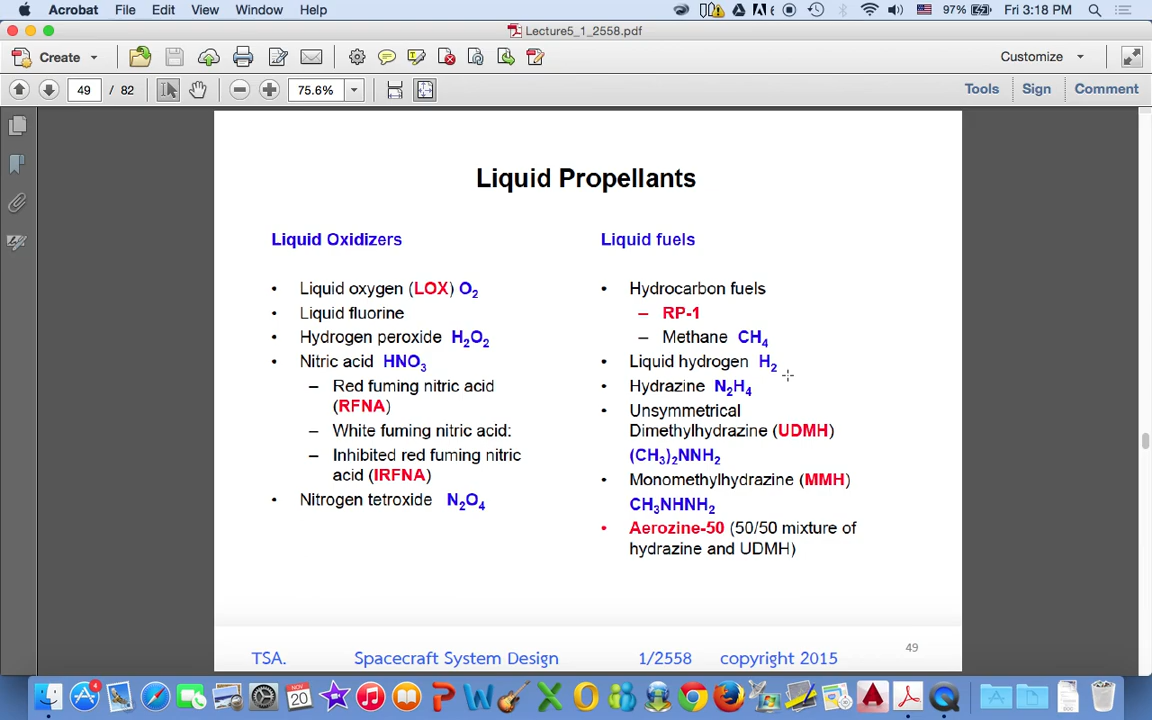 Acrobat File Edit View Window Help 6 97% Fri 3:18 PM
Lecture5_1_2558.pdf
Create Customize
49 / 82 75.6% Tools Sign Comment
Liquid Propellants
Liquid Oxidizers
• Liquid oxygen (LOX) O₂
• Liquid fluorine
• Hydrogen peroxide H₂O₂
• Nitric acid HNO₃
– Red fuming nitric acid
(RFNA)
– White fuming nitric acid:
– Inhibited red fuming nitric
acid (IRFNA)
• Nitrogen tetroxide N₂O₄
Liquid fuels
• Hydrocarbon fuels
– RP-1
– Methane CH₄
• Liquid hydrogen H₂
• Hydrazine N₂H₄
• Unsymmetrical
Dimethylhydrazine (UDMH)
(CH₃)₂NNH₂
• Monomethylhydrazine (MMH)
CH₃NHNH₂
• Aerozine-50 (50/50 mixture of
hydrazine and UDMH)
49
TSA. Spacecraft System Design 1/2558 copyright 2015
4
NOV
20